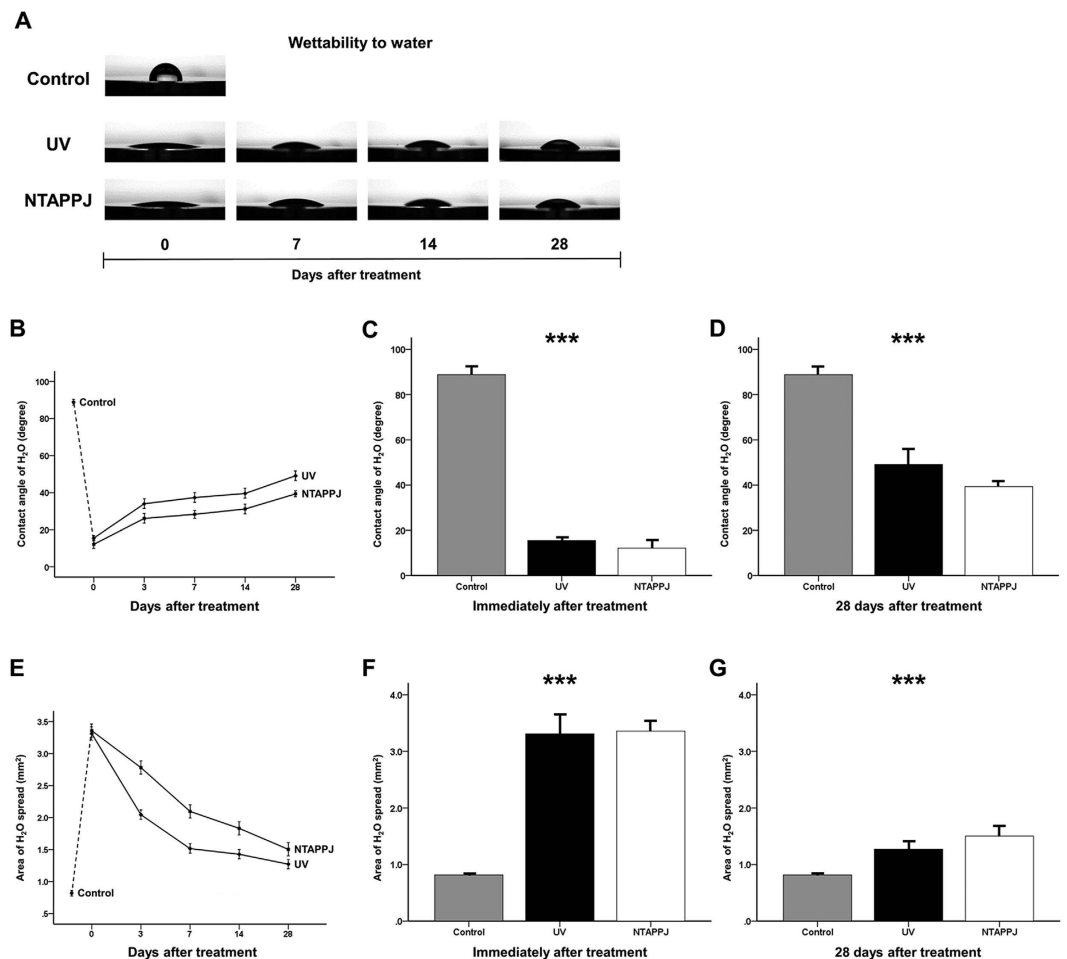 A
Wettability to water
Control
UV
NTAPPJ
0 7 14 28
Days after treatment
B
Contact angle of H₂O (degree)
100
80
60
40
20
0
Control
UV
NTAPPJ
0 3 7 14 28
Days after treatment
C
***
Contact angle of H₂O (degree)
100
80
60
40
20
0
Control UV NTAPPJ
Immediately after treatment
D
***
Contact angle of H₂O (degree)
100
80
60
40
20
0
Control UV NTAPPJ
28 days after treatment
E
Area of H₂O spread (mm²)
3.5
3.0
2.5
2.0
1.5
1.0
.5
NTAPPJ
UV
Control
0 3 7 14 28
Days after treatment
F
***
Area of H₂O spread (mm²)
4.0
3.0
2.0
1.0
.0
Control UV NTAPPJ
Immediately after treatment
G
***
Area of H₂O spread (mm²)
4.0
3.0
2.0
1.0
.0
Control UV NTAPPJ
28 days after treatment